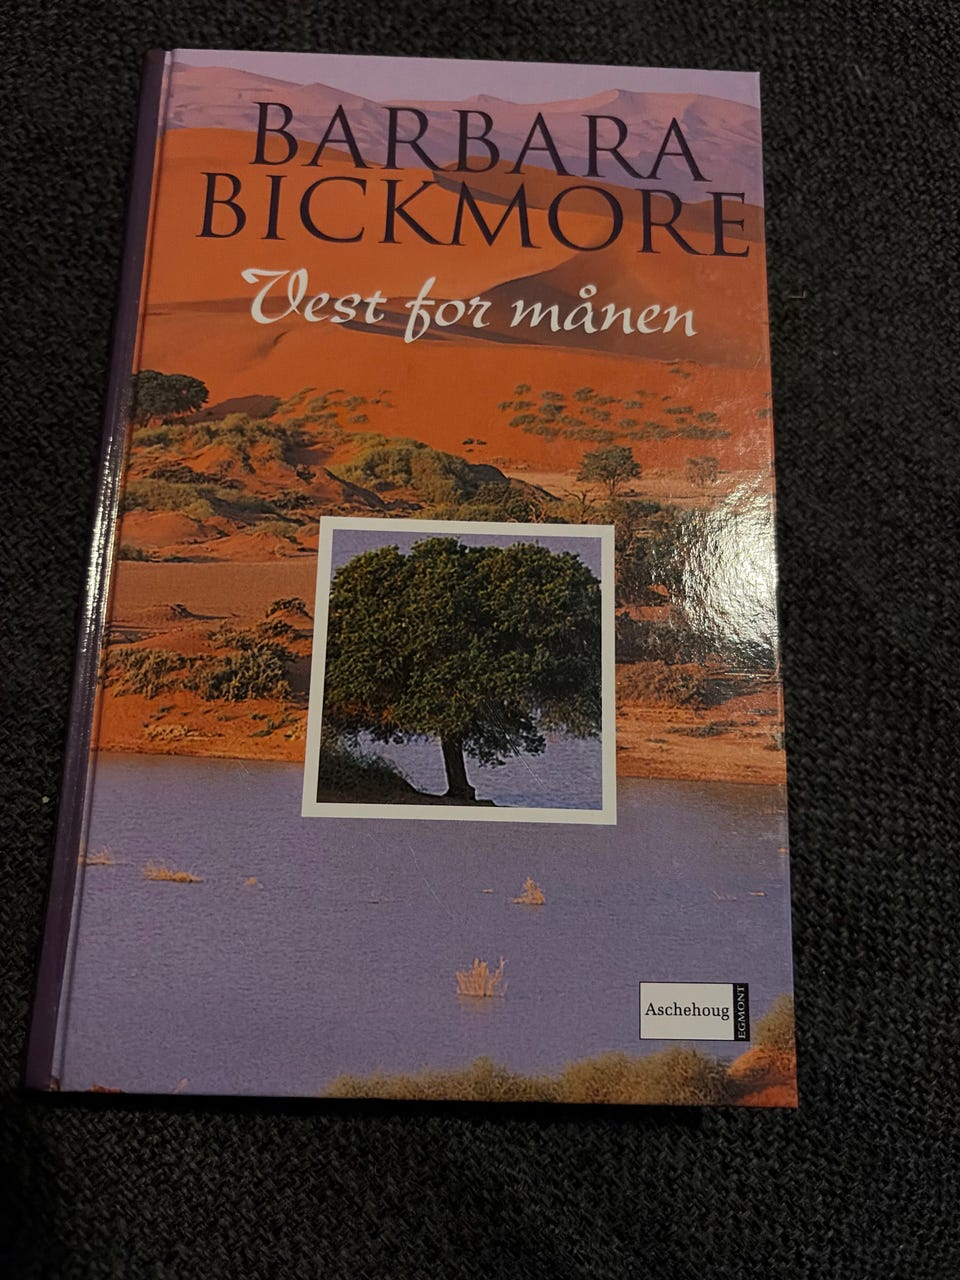 BARBARA
BICKMORE
Vest for månen
Aschehoug
EGMONT